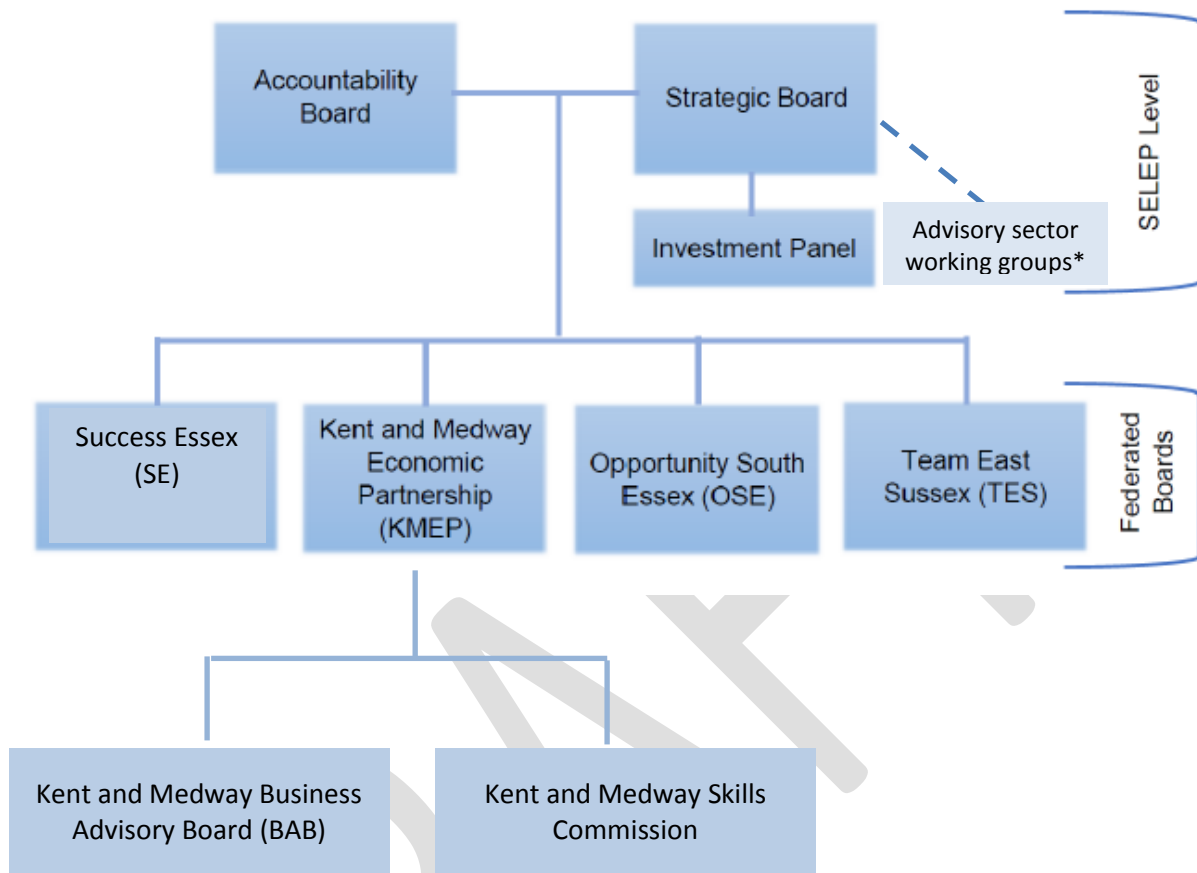 Accountability
Board
Strategic Board
SELEP Level
Investment Panel
Advisory sector
working groups*
Success Essex
(SE)
Kent and Medway
Economic
Partnership
(KMEP)
Opportunity South
Essex (OSE)
Team East
Sussex (TES)
Federated
Boards
Kent and Medway Business
Advisory Board (BAB)
Kent and Medway Skills
Commission